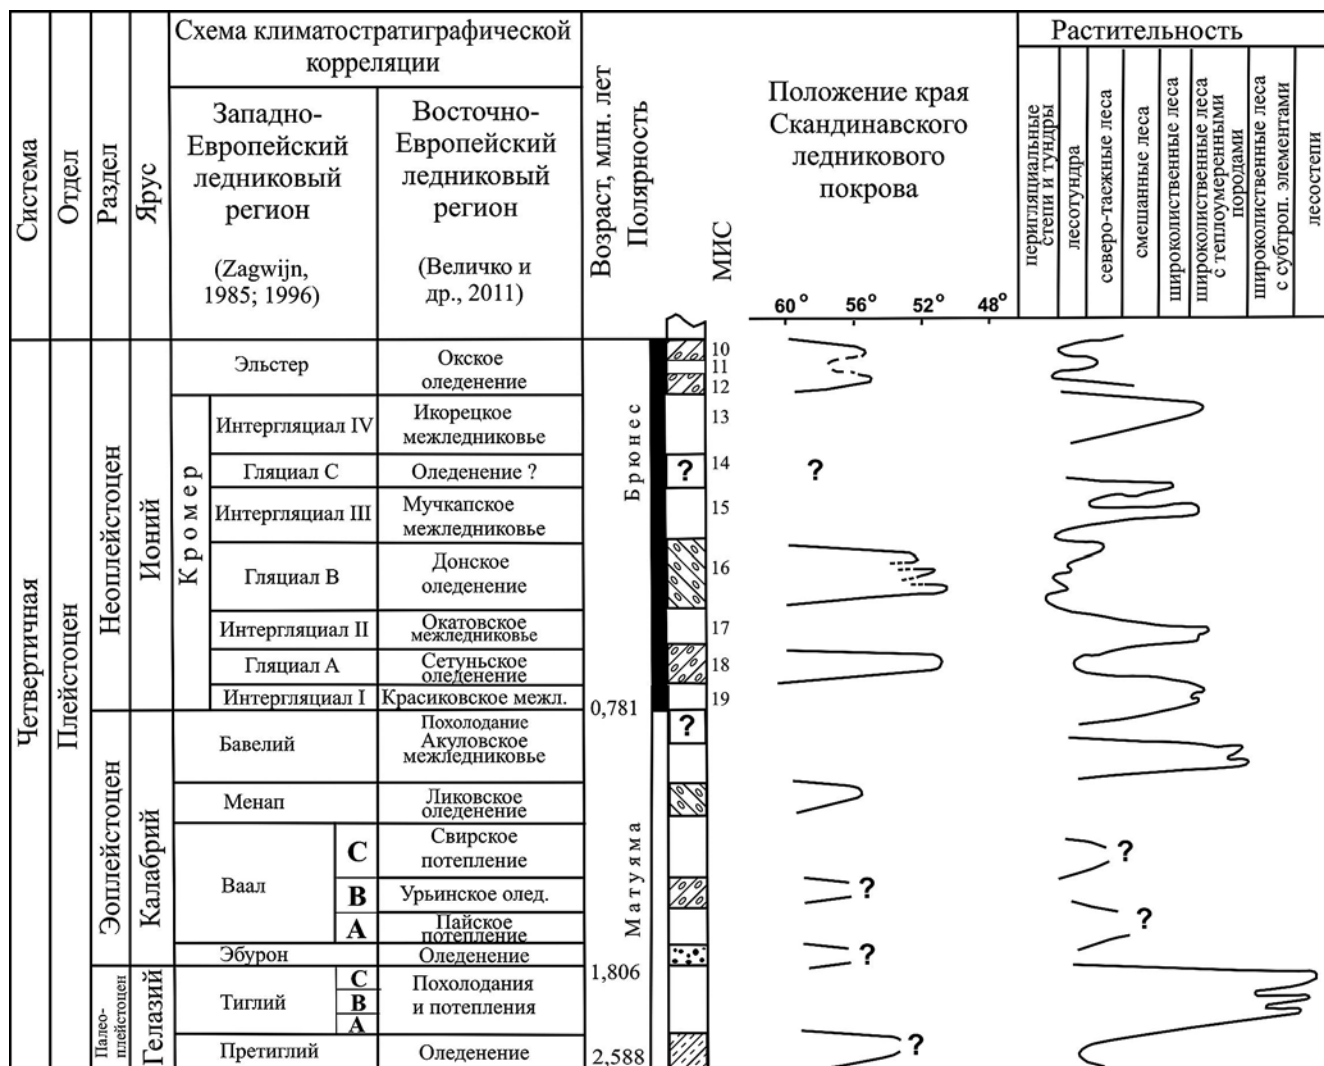 Система
Отдел
Раздел
Ярус
Схема климатостратиграфической
корреляции
Западно-
Европейский
ледниковый
регион
(Zagwijn,
1985; 1996)
Восточно-
Европейский
ледниковый
регион
(Величко и
др., 2011)
Возраст, млн. лет
Полярность
МИС
Положение края
Скандинавского
ледникового
покрова
60° 56° 52° 48°
Растительность
перигляциальные
степи и тундры
лесотундра
северо-таежные леса
смешанные леса
широколиственные леса
широколиственные леса
с теплоумеренными
породами
широколиственные леса
с субтроп. элементами
лесостепи
Четвертичная
Плейстоцен
Неоплейстоцен
Ионий
Эльстер
Окское
оледенение
10
11
12
Кромер
Интергляциал IV
Икорецкое
межледниковье
13
Гляциал С
Оледенение ?
?
14
?
Интергляциал III
Мучкапское
межледниковье
15
Гляциал В
Донское
оледенение
16
Интергляциал II
Окатовское
межледниковье
17
Гляциал А
Сетуньское
оледенение
18
Интергляциал I
Красиковское межл.
19
Брюнес
0,781
Эоплейстоцен
Калабрий
Бавелий
Похолодание
Акуловское
межледниковье
?
Менап
Ликовское
оледенение
Ваал
С
Свирское
потепление
?
В
Урьинское олед.
?
А
Пайское
потепление
?
Эбурон
Оледенение
?
Матуяма
1,806
Палео-
плейстоцен
Гелазий
Тиглий
С
В
А
Похолодания
и потепления
Претиглий
Оледенение
2,588
?